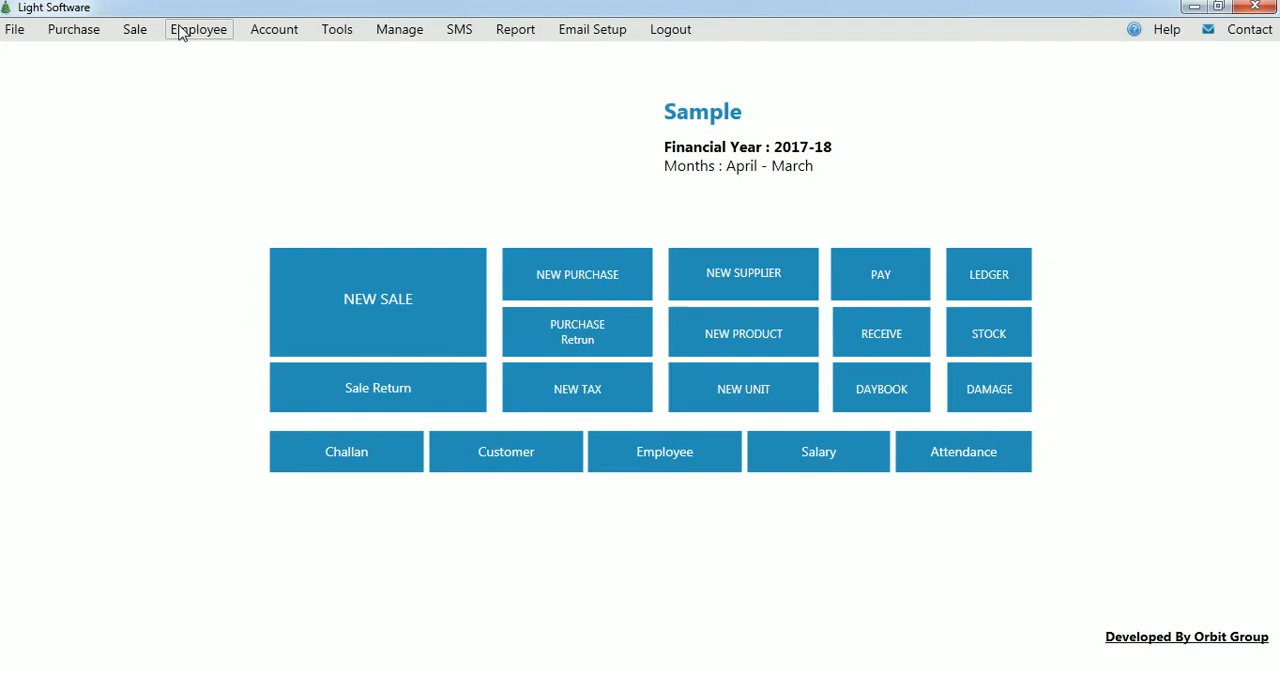 Light Software
File Purchase Sale Employee Account Tools Manage SMS Report Email Setup Logout Help Contact
Sample
Financial Year : 2017-18
Months : April - March
NEW SALE
NEW PURCHASE
NEW SUPPLIER
PAY
LEDGER
PURCHASE
Retrun
NEW PRODUCT
RECEIVE
STOCK
Sale Return
NEW TAX
NEW UNIT
DAYBOOK
DAMAGE
Challan
Customer
Employee
Salary
Attendance
Developed By Orbit Group